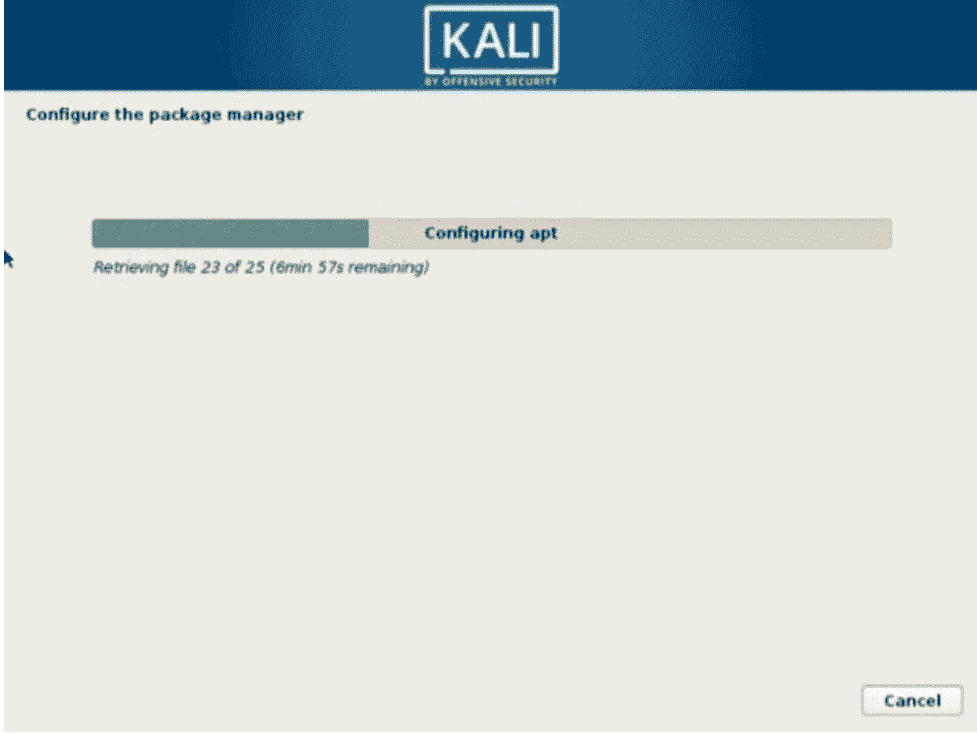 KALI
BY OFFENSIVE SECURITY
Configure the package manager
Configuring apt
Retrieving file 23 of 25 (6min 57s remaining)
Cancel